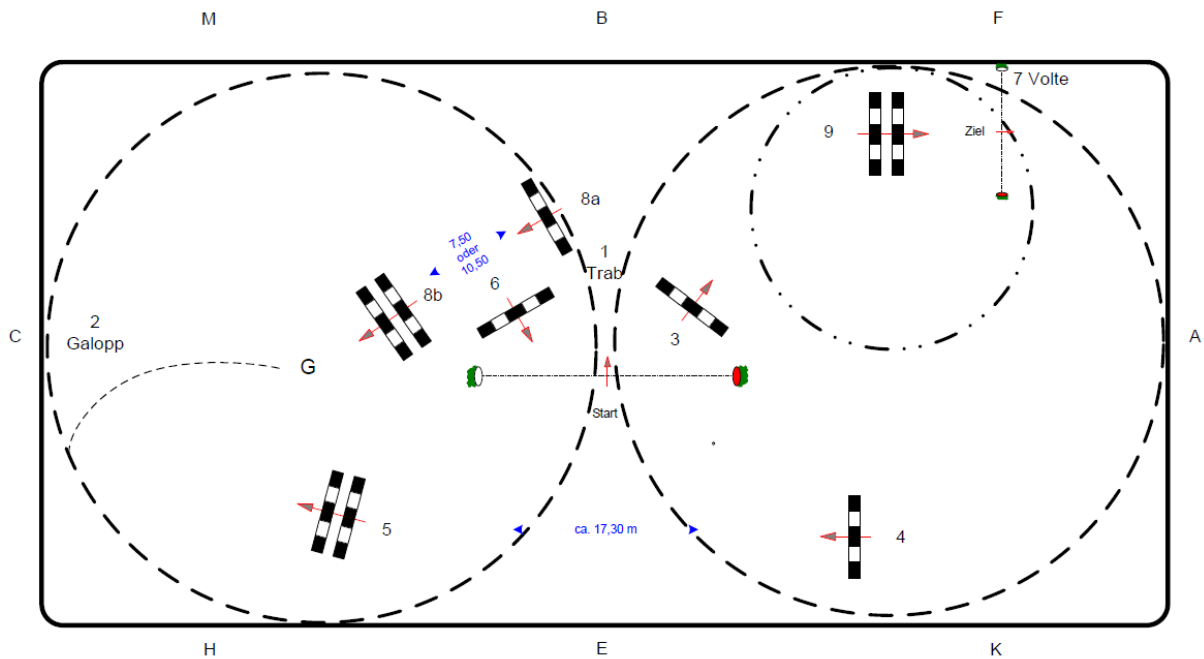 M
B
F
7 Volte
9
Ziel
8a
7,50
oder
10,50
1
Trab
6
8b
3
2
Galopp
C
A
G
Start
5
ca. 17,30 m
4
H
E
K